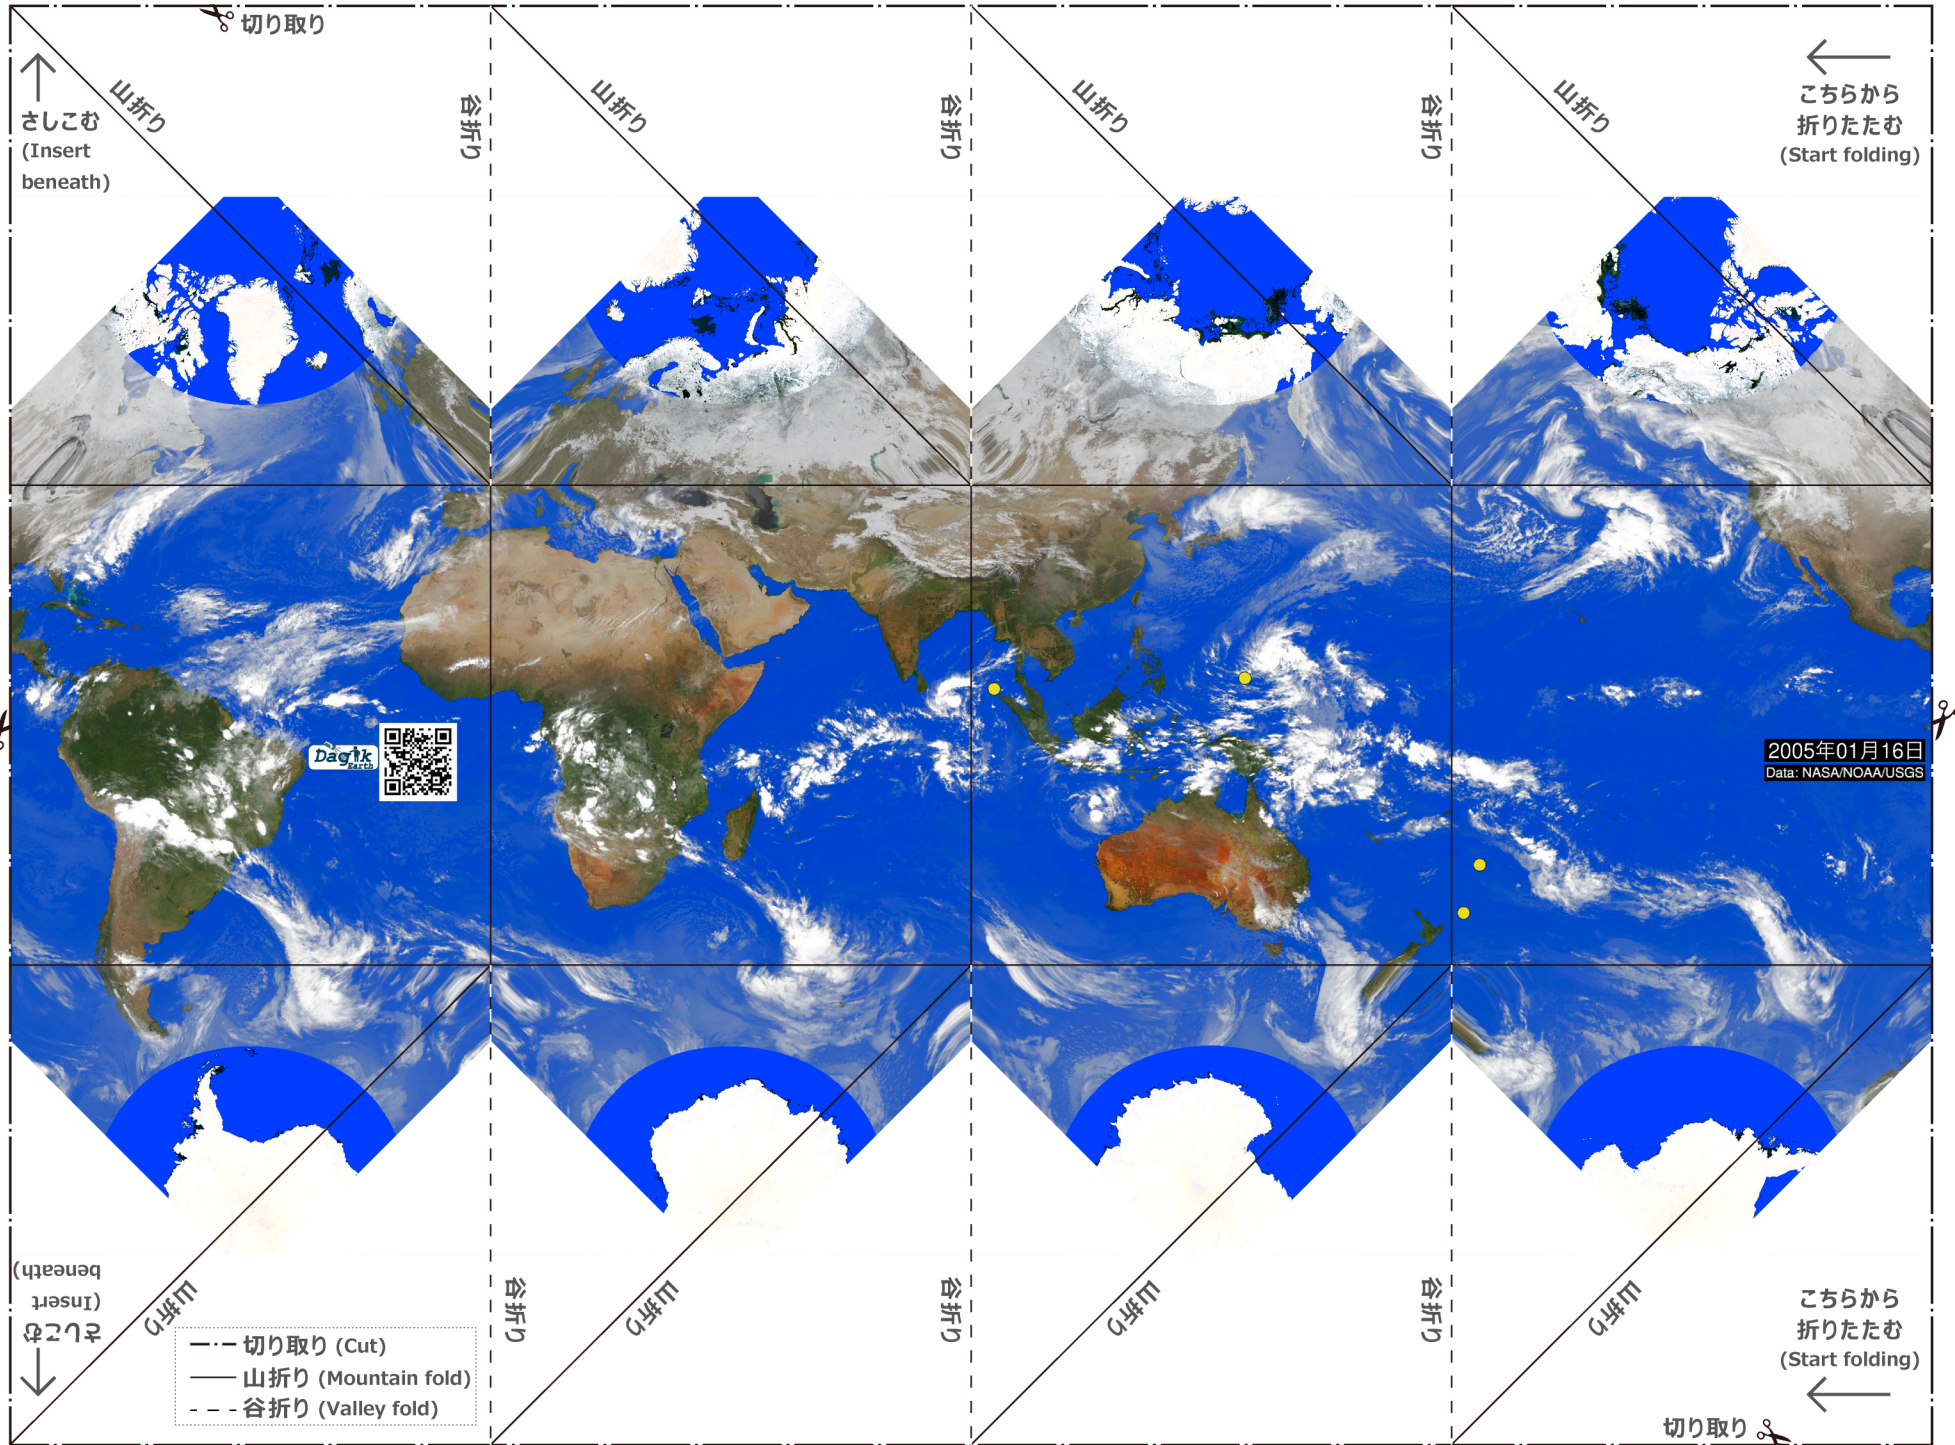 切り取り
さしこむ
(Insert
beneath)
山折り
谷折り
山折り
谷折り
山折り
谷折り
山折り
こちらから
折りたたむ
(Start folding)
Dagik
Earth
2005年01月16日
Data: NASA/NOAA/USGS
さしこむ
(Insert
beneath)
山折り
谷折り
山折り
谷折り
山折り
谷折り
山折り
こちらから
折りたたむ
(Start folding)
切り取り (Cut)
山折り (Mountain fold)
谷折り (Valley fold)
切り取り